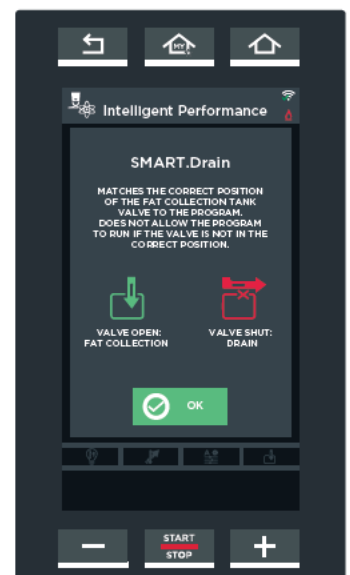 MY
Intelligent Performance
SMART.Drain
MATCHES THE CORRECT POSITION
OF THE FAT COLLECTION TANK
VALVE TO THE PROGRAM.
DOES NOT ALLOW THE PROGRAM
TO RUN IF THE VALVE IS NOT IN THE
CORRECT POSITION.
VALVE OPEN:
FAT COLLECTION
VALVE SHUT:
DRAIN
OK
START
STOP